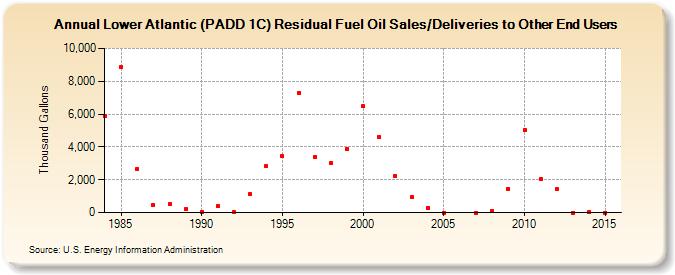 Annual Lower Atlantic (PADD 1C) Residual Fuel Oil Sales/Deliveries to Other End Users
Thousand Gallons
10,000
8,000
6,000
4,000
2,000
0
1985 1990 1995 2000 2005 2010 2015
Source: U.S. Energy Information Administration